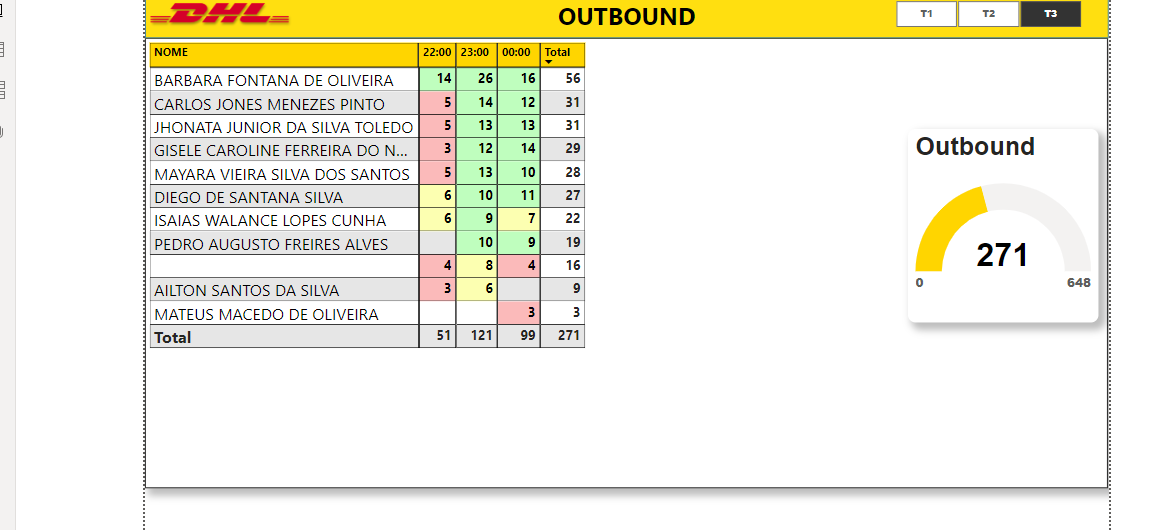 DHL OUTBOUND T1 T2 T3
NOME 22:00 23:00 00:00 Total
BARBARA FONTANA DE OLIVEIRA 14 26 16 56
CARLOS JONES MENEZES PINTO 5 14 12 31
JHONATA JUNIOR DA SILVA TOLEDO 5 13 13 31
GISELE CAROLINE FERREIRA DO N... 3 12 14 29
MAYARA VIEIRA SILVA DOS SANTOS 5 13 10 28
DIEGO DE SANTANA SILVA 6 10 11 27
ISAIAS WALANCE LOPES CUNHA 6 9 7 22
PEDRO AUGUSTO FREIRES ALVES 10 9 19
4 8 4 16
AILTON SANTOS DA SILVA 3 6 9
MATEUS MACEDO DE OLIVEIRA 3 3
Total 51 121 99 271
Outbound
271
0 648